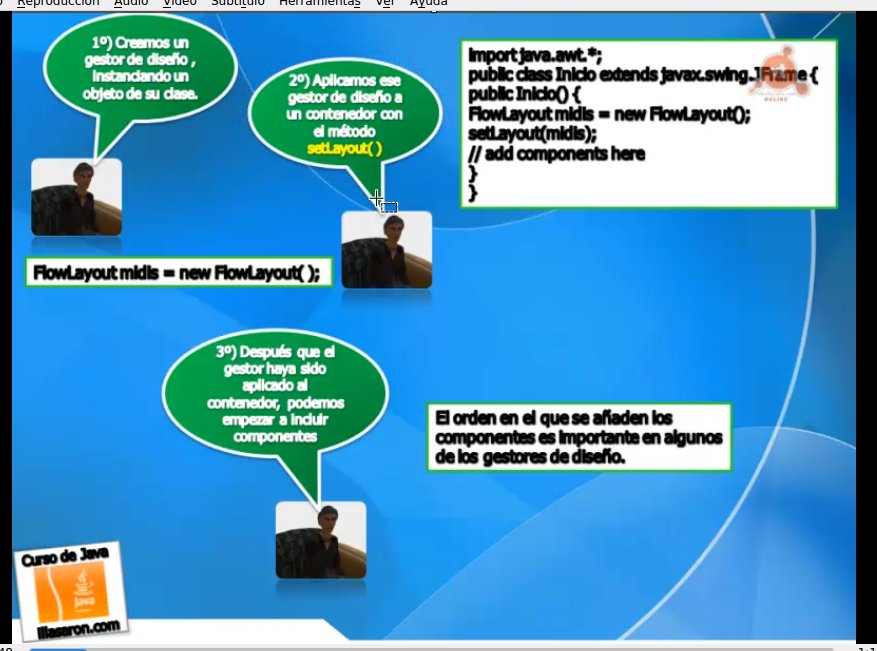 Reproducción Audio Vídeo Subtítulo Herramientas Ver Ayuda
1º) Creamos un
gestor de diseño ,
instanciando un
objeto de su clase.
2º) Aplicamos ese
gestor de diseño a
un contenedor con
el método
setLayout( )
import java.awt.*;
public class Inicio extends javax.swing.JFrame {
public Inicio() {
FlowLayout midis = new FlowLayout();
setLayout(midis);
// add components here
}
}
FlowLayout midis = new FlowLayout( );
3º) Después que el
gestor haya sido
aplicado al
contenedor, podemos
empezar a incluir
componentes
El orden en el que se añaden los
componentes es importante en algunos
de los gestores de diseño.
Curso de Java
java
illasaron.com